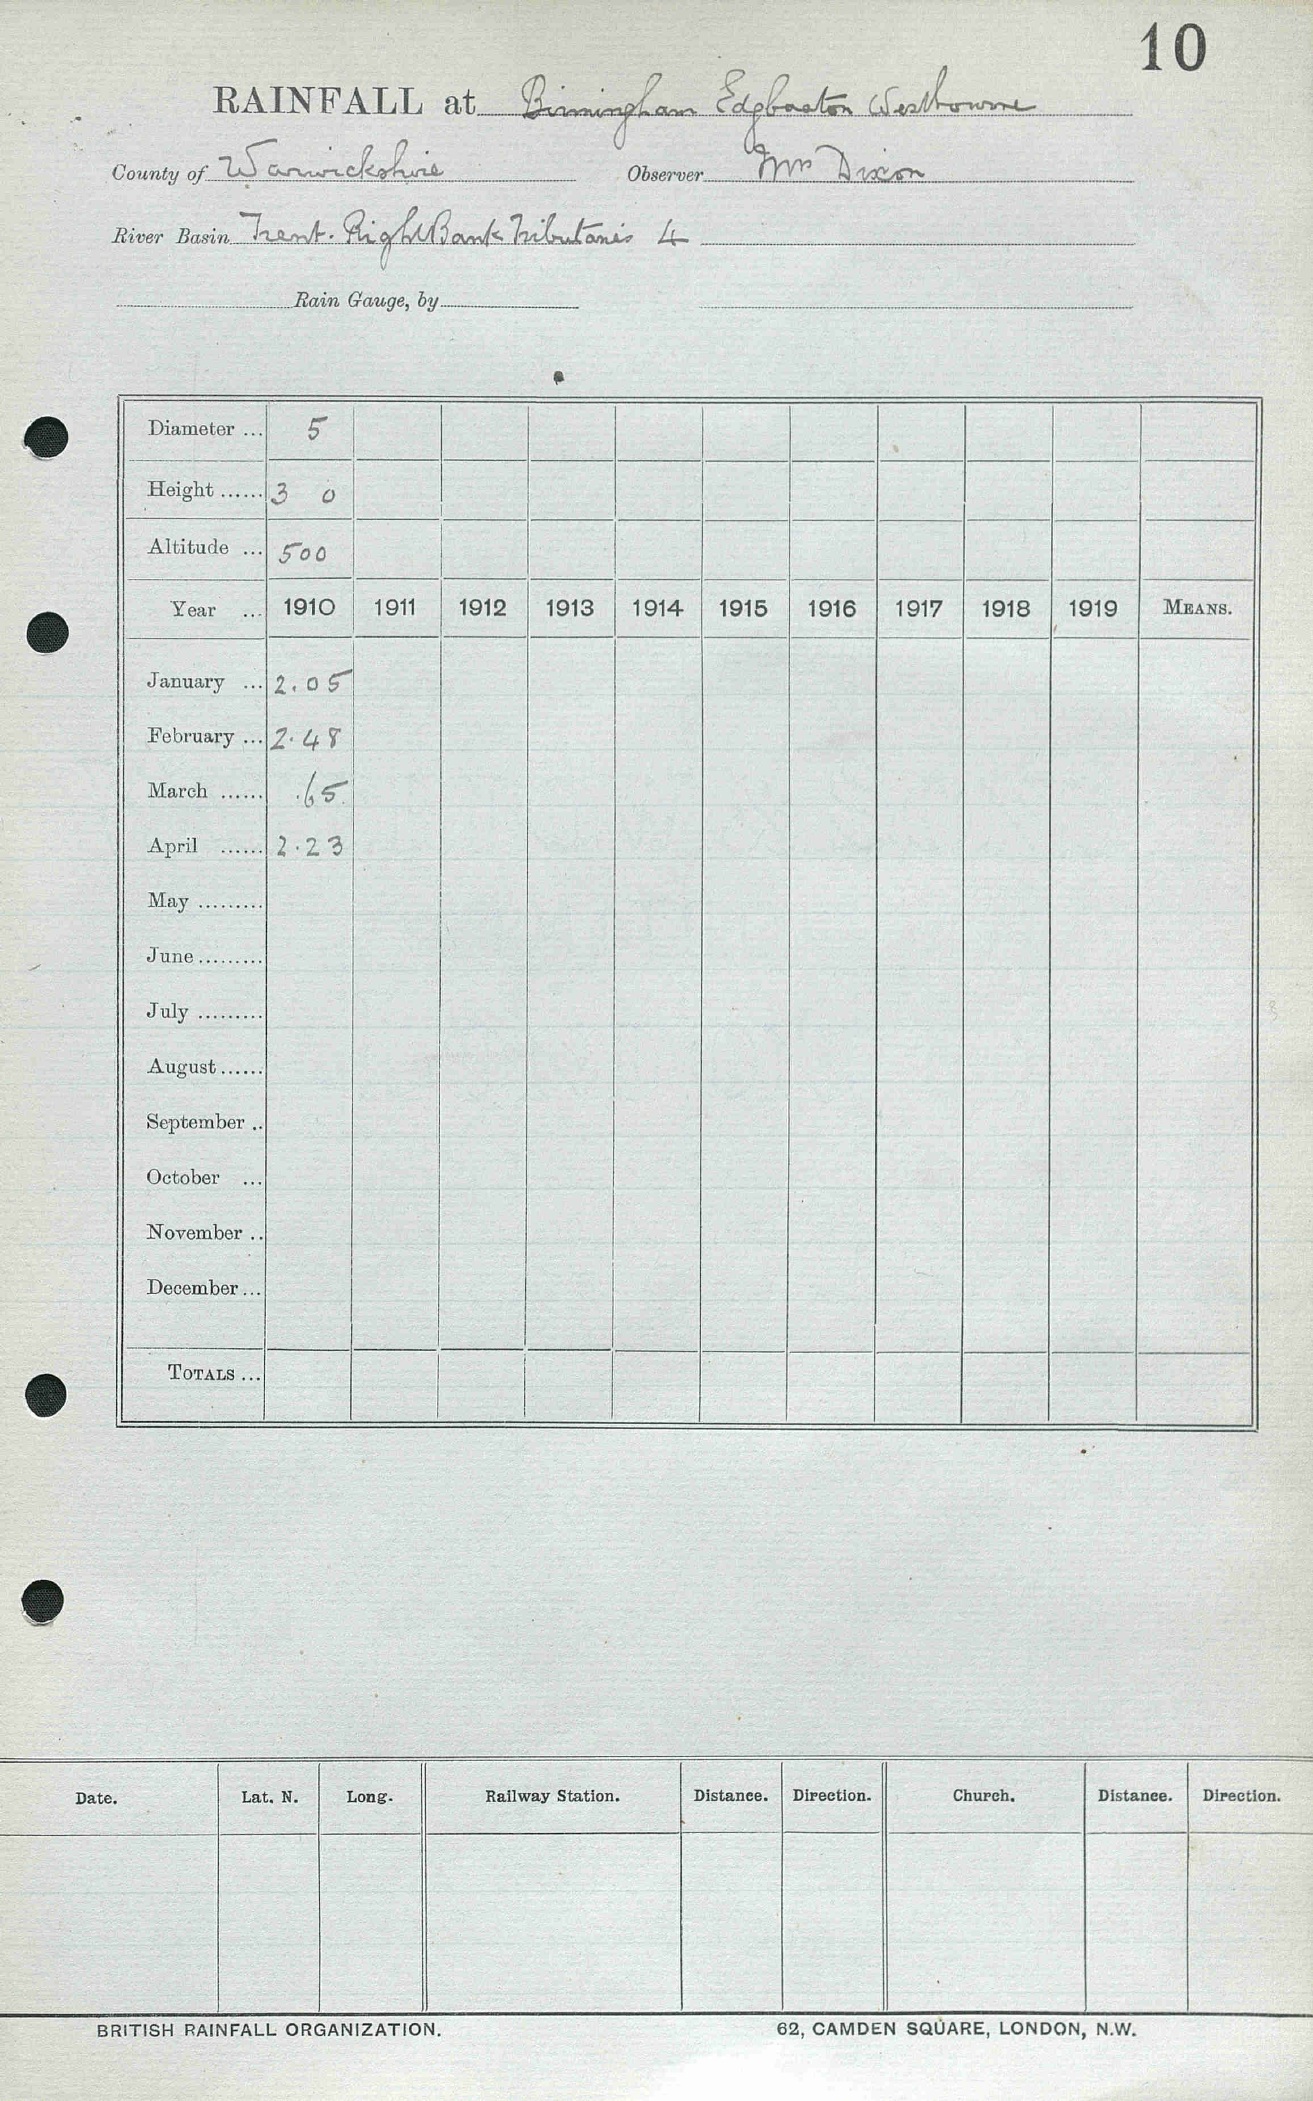 10
RAINFALL at Birmingham Edgbaston Westbourne
County of Warwickshire Observer Mr Dixon
River Basin Trent. Right Bank Tributaries 4
Rain Gauge, by
Diameter ... 5
Height ...... 3 0
Altitude ... 500
Year ... 1910 1911 1912 1913 1914 1915 1916 1917 1918 1919 MEANS.
January ... 2.05
February ... 2.48
March ...... .65
April ...... 2.23
May .........
June .........
July .........
August ......
September ..
October ...
November ..
December ...
TOTALS ...
Date. Lat. N. Long. Railway Station. Distance. Direction. Church. Distance. Direction.
BRITISH RAINFALL ORGANIZATION. 62, CAMDEN SQUARE, LONDON, N.W.